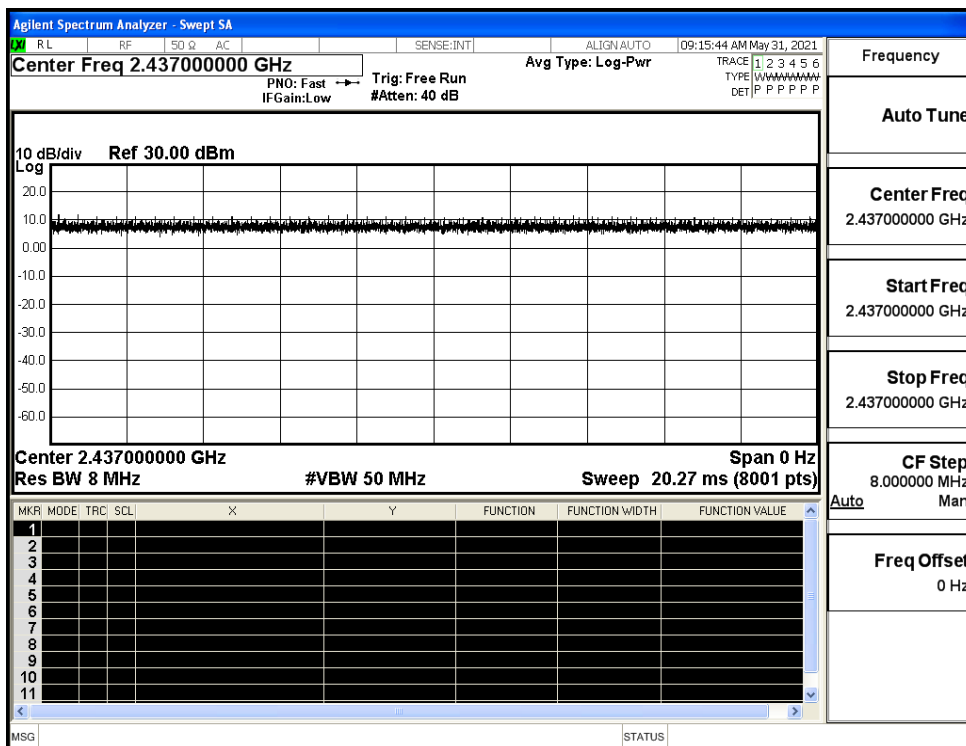 Agilent Spectrum Analyzer - Swept SA
LXI RL RF 50 Ω AC SENSE:INT ALIGN AUTO 09:15:44 AM May 31, 2021
Center Freq 2.437000000 GHz
PNO: Fast
IFGain:Low
Trig: Free Run
#Atten: 40 dB
Avg Type: Log-Pwr
TRACE 1 2 3 4 5 6
TYPE WWWWWW
DET P P P P P P
10 dB/div Ref 30.00 dBm
Log
20.0
10.0
0.00
-10.0
-20.0
-30.0
-40.0
-50.0
-60.0
Center 2.437000000 GHz Span 0 Hz
Res BW 8 MHz #VBW 50 MHz Sweep 20.27 ms (8001 pts)
MKR MODE TRC SCL X Y FUNCTION FUNCTION WIDTH FUNCTION VALUE
1
2
3
4
5
6
7
8
9
10
11
MSG STATUS
Frequency
Auto Tune
Center Freq
2.437000000 GHz
Start Freq
2.437000000 GHz
Stop Freq
2.437000000 GHz
CF Step
8.000000 MHz
Auto Man
Freq Offset
0 Hz